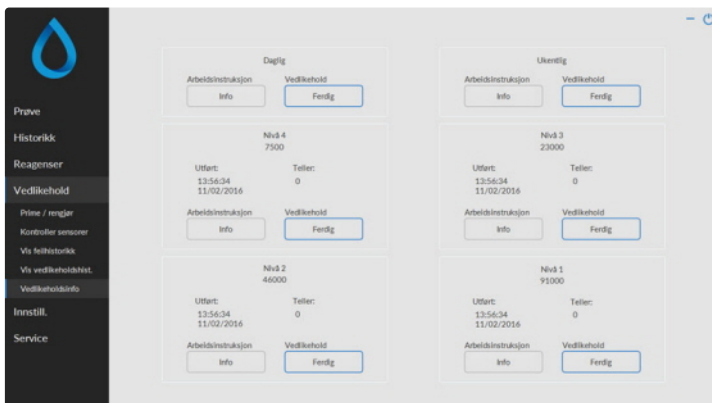 Prøve
Historikk
Reagenser
Vedlikehold
Prime / rengjør
Kontroller sensorer
Vis feilhistorikk
Vis vedlikeholdshist.
Vedlikeholdsinfo
Innstill.
Service
Daglig
Arbeidsinstruksjon Vedlikehold
Info Ferdig
Ukentlig
Arbeidsinstruksjon Vedlikehold
Info Ferdig
Nivå 4
7500
Utført: Teller:
13:56:34 0
11/02/2016
Arbeidsinstruksjon Vedlikehold
Info Ferdig
Nivå 3
23000
Utført: Teller:
13:56:34 0
11/02/2016
Arbeidsinstruksjon Vedlikehold
Info Ferdig
Nivå 2
46000
Utført: Teller:
13:56:34 0
11/02/2016
Arbeidsinstruksjon Vedlikehold
Info Ferdig
Nivå 1
91000
Utført: Teller:
13:56:34 0
11/02/2016
Arbeidsinstruksjon Vedlikehold
Info Ferdig